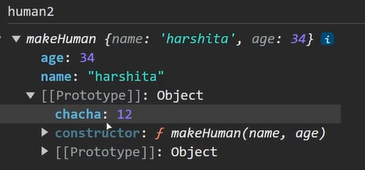 human2
makeHuman {name: 'harshita', age: 34} i
age: 34
name: "harshita"
[[Prototype]]: Object
chacha: 12
constructor: ƒ makeHuman(name, age)
[[Prototype]]: Object